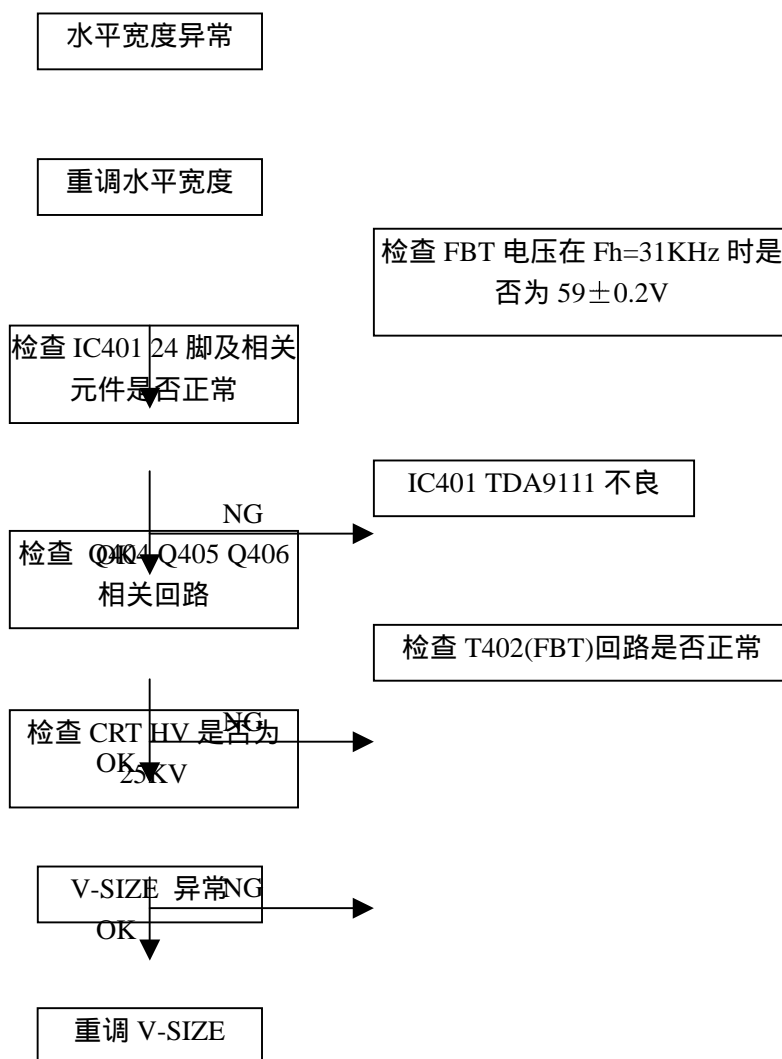 水平宽度异常
重调水平宽度
检查 FBT 电压在 Fh=31KHz 时是
否为 59±0.2V
检查 IC401 24 脚及相关
元件是否正常
IC401 TDA9111 不良
NG
检查 Q404 Q405 Q406
OK
相关回路
检查 T402(FBT)回路是否正常
NG
检查 CRT HV 是否为
OK
25KV
V-SIZE 异常
NG
OK
重调 V-SIZE